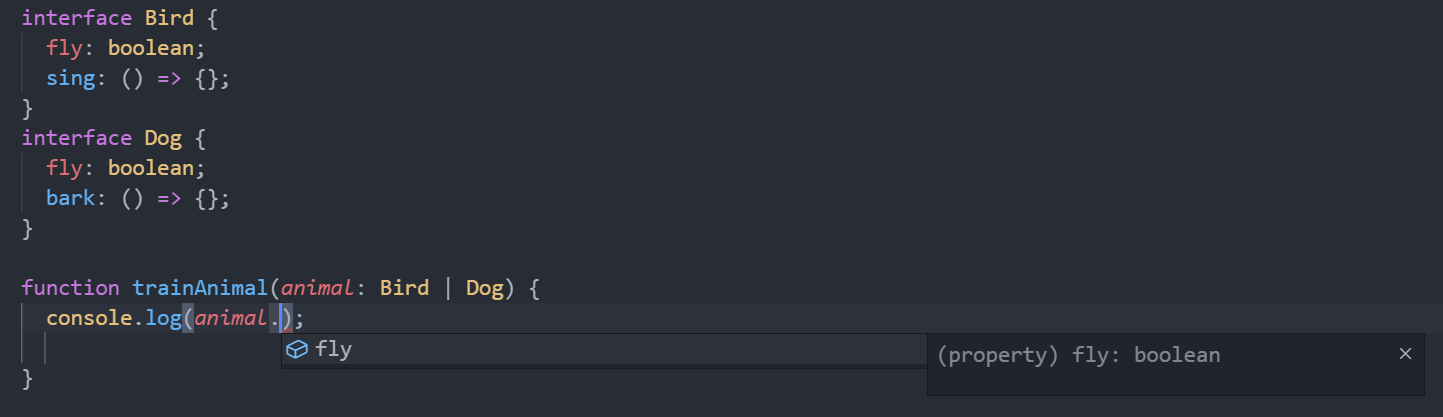 interface Bird {
  fly: boolean;
  sing: () => {};
}
interface Dog {
  fly: boolean;
  bark: () => {};
}
function trainAnimal(animal: Bird | Dog) {
  console.log(animal.);
fly
(property) fly: boolean ×
}